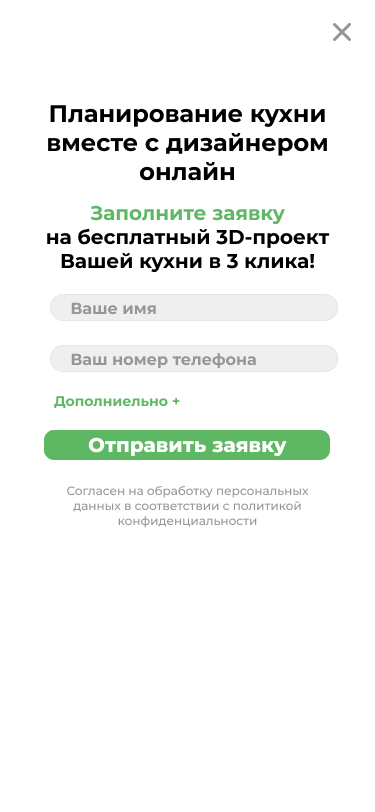 Планирование кухни
вместе с дизайнером
онлайн
Заполните заявку
на бесплатный 3D-проект
Вашей кухни в 3 клика!
Ваше имя
Ваш номер телефона
Дополниельно +
Отправить заявку
Согласен на обработку персональных
данных в соответствии с политикой
конфиденциальности